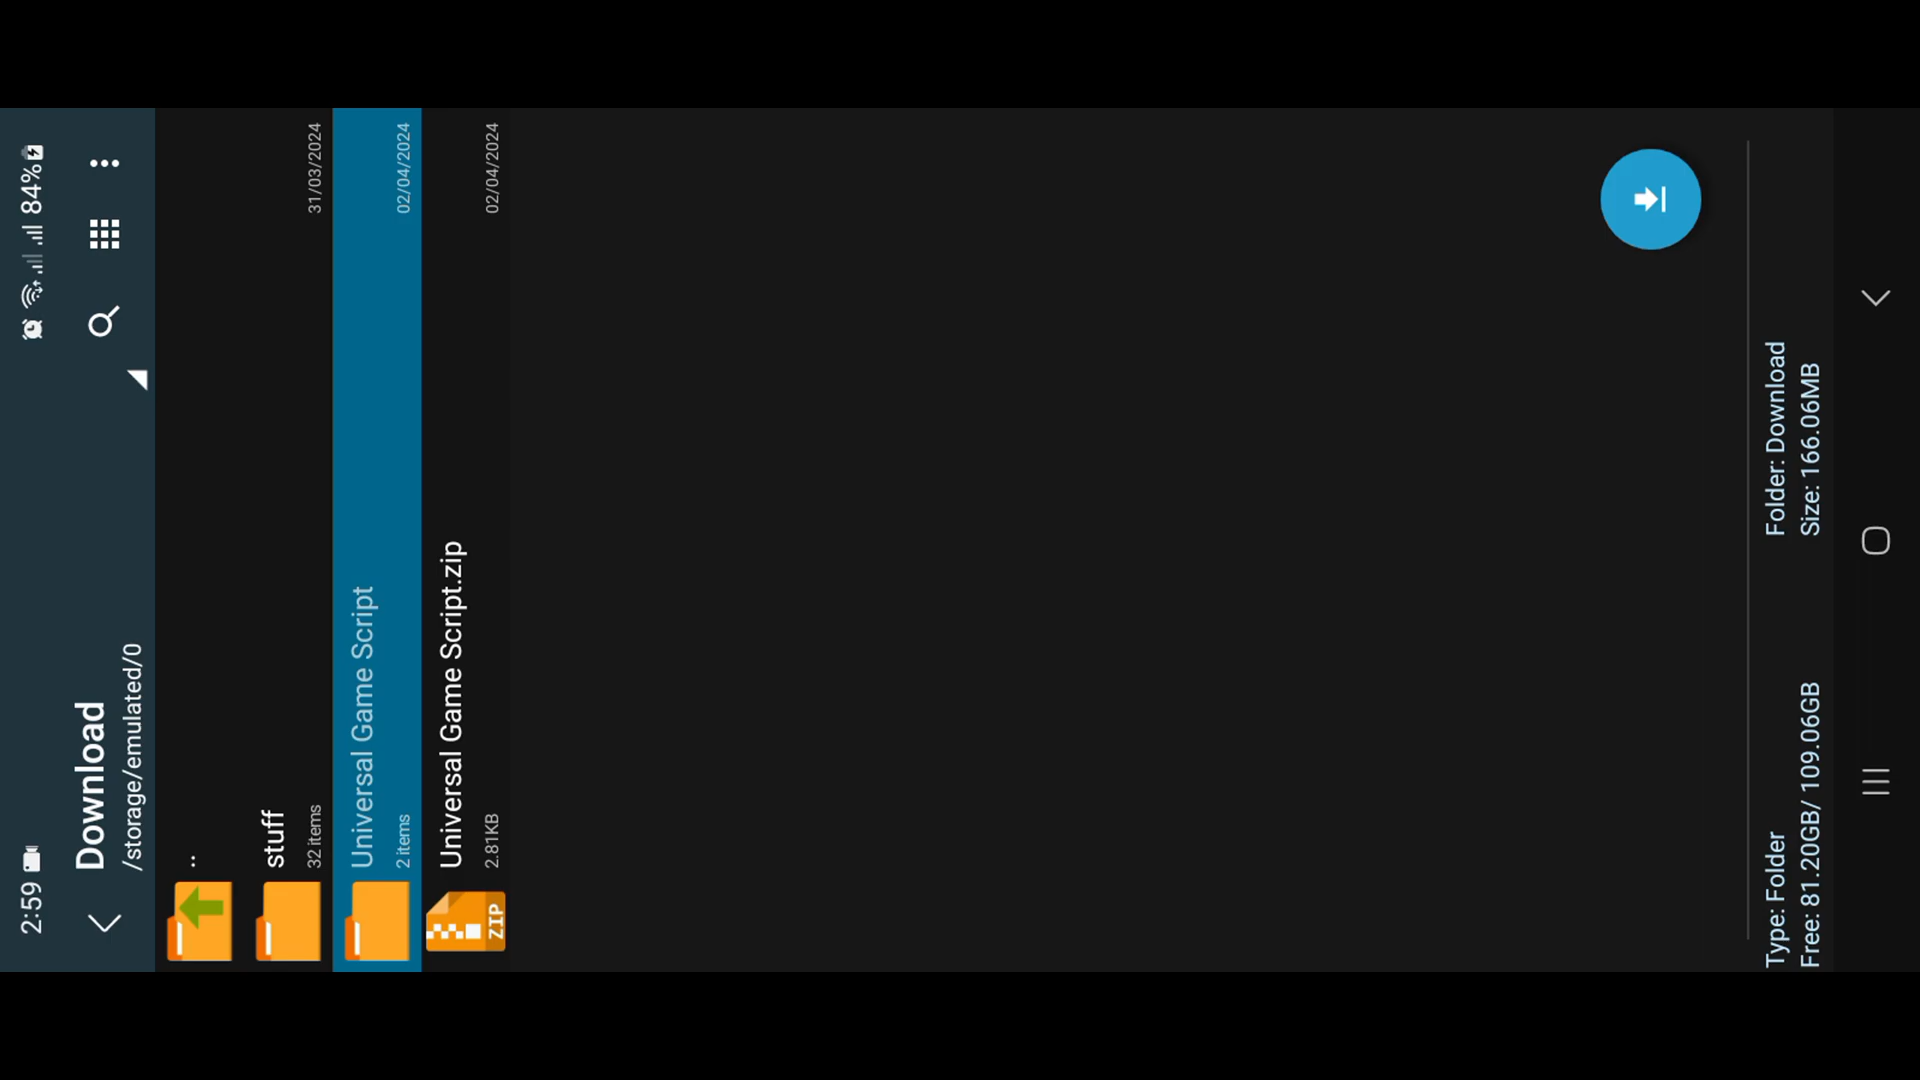 2:59
84%
Download
/storage/emulated/0
..
stuff
32 items
31/03/2024
Universal Game Script
2 items
02/04/2024
Universal Game Script.zip
2.81KB
02/04/2024
ZIP
Type: Folder
Folder: Download
Free: 81.20GB/ 109.06GB
Size: 166.06MB